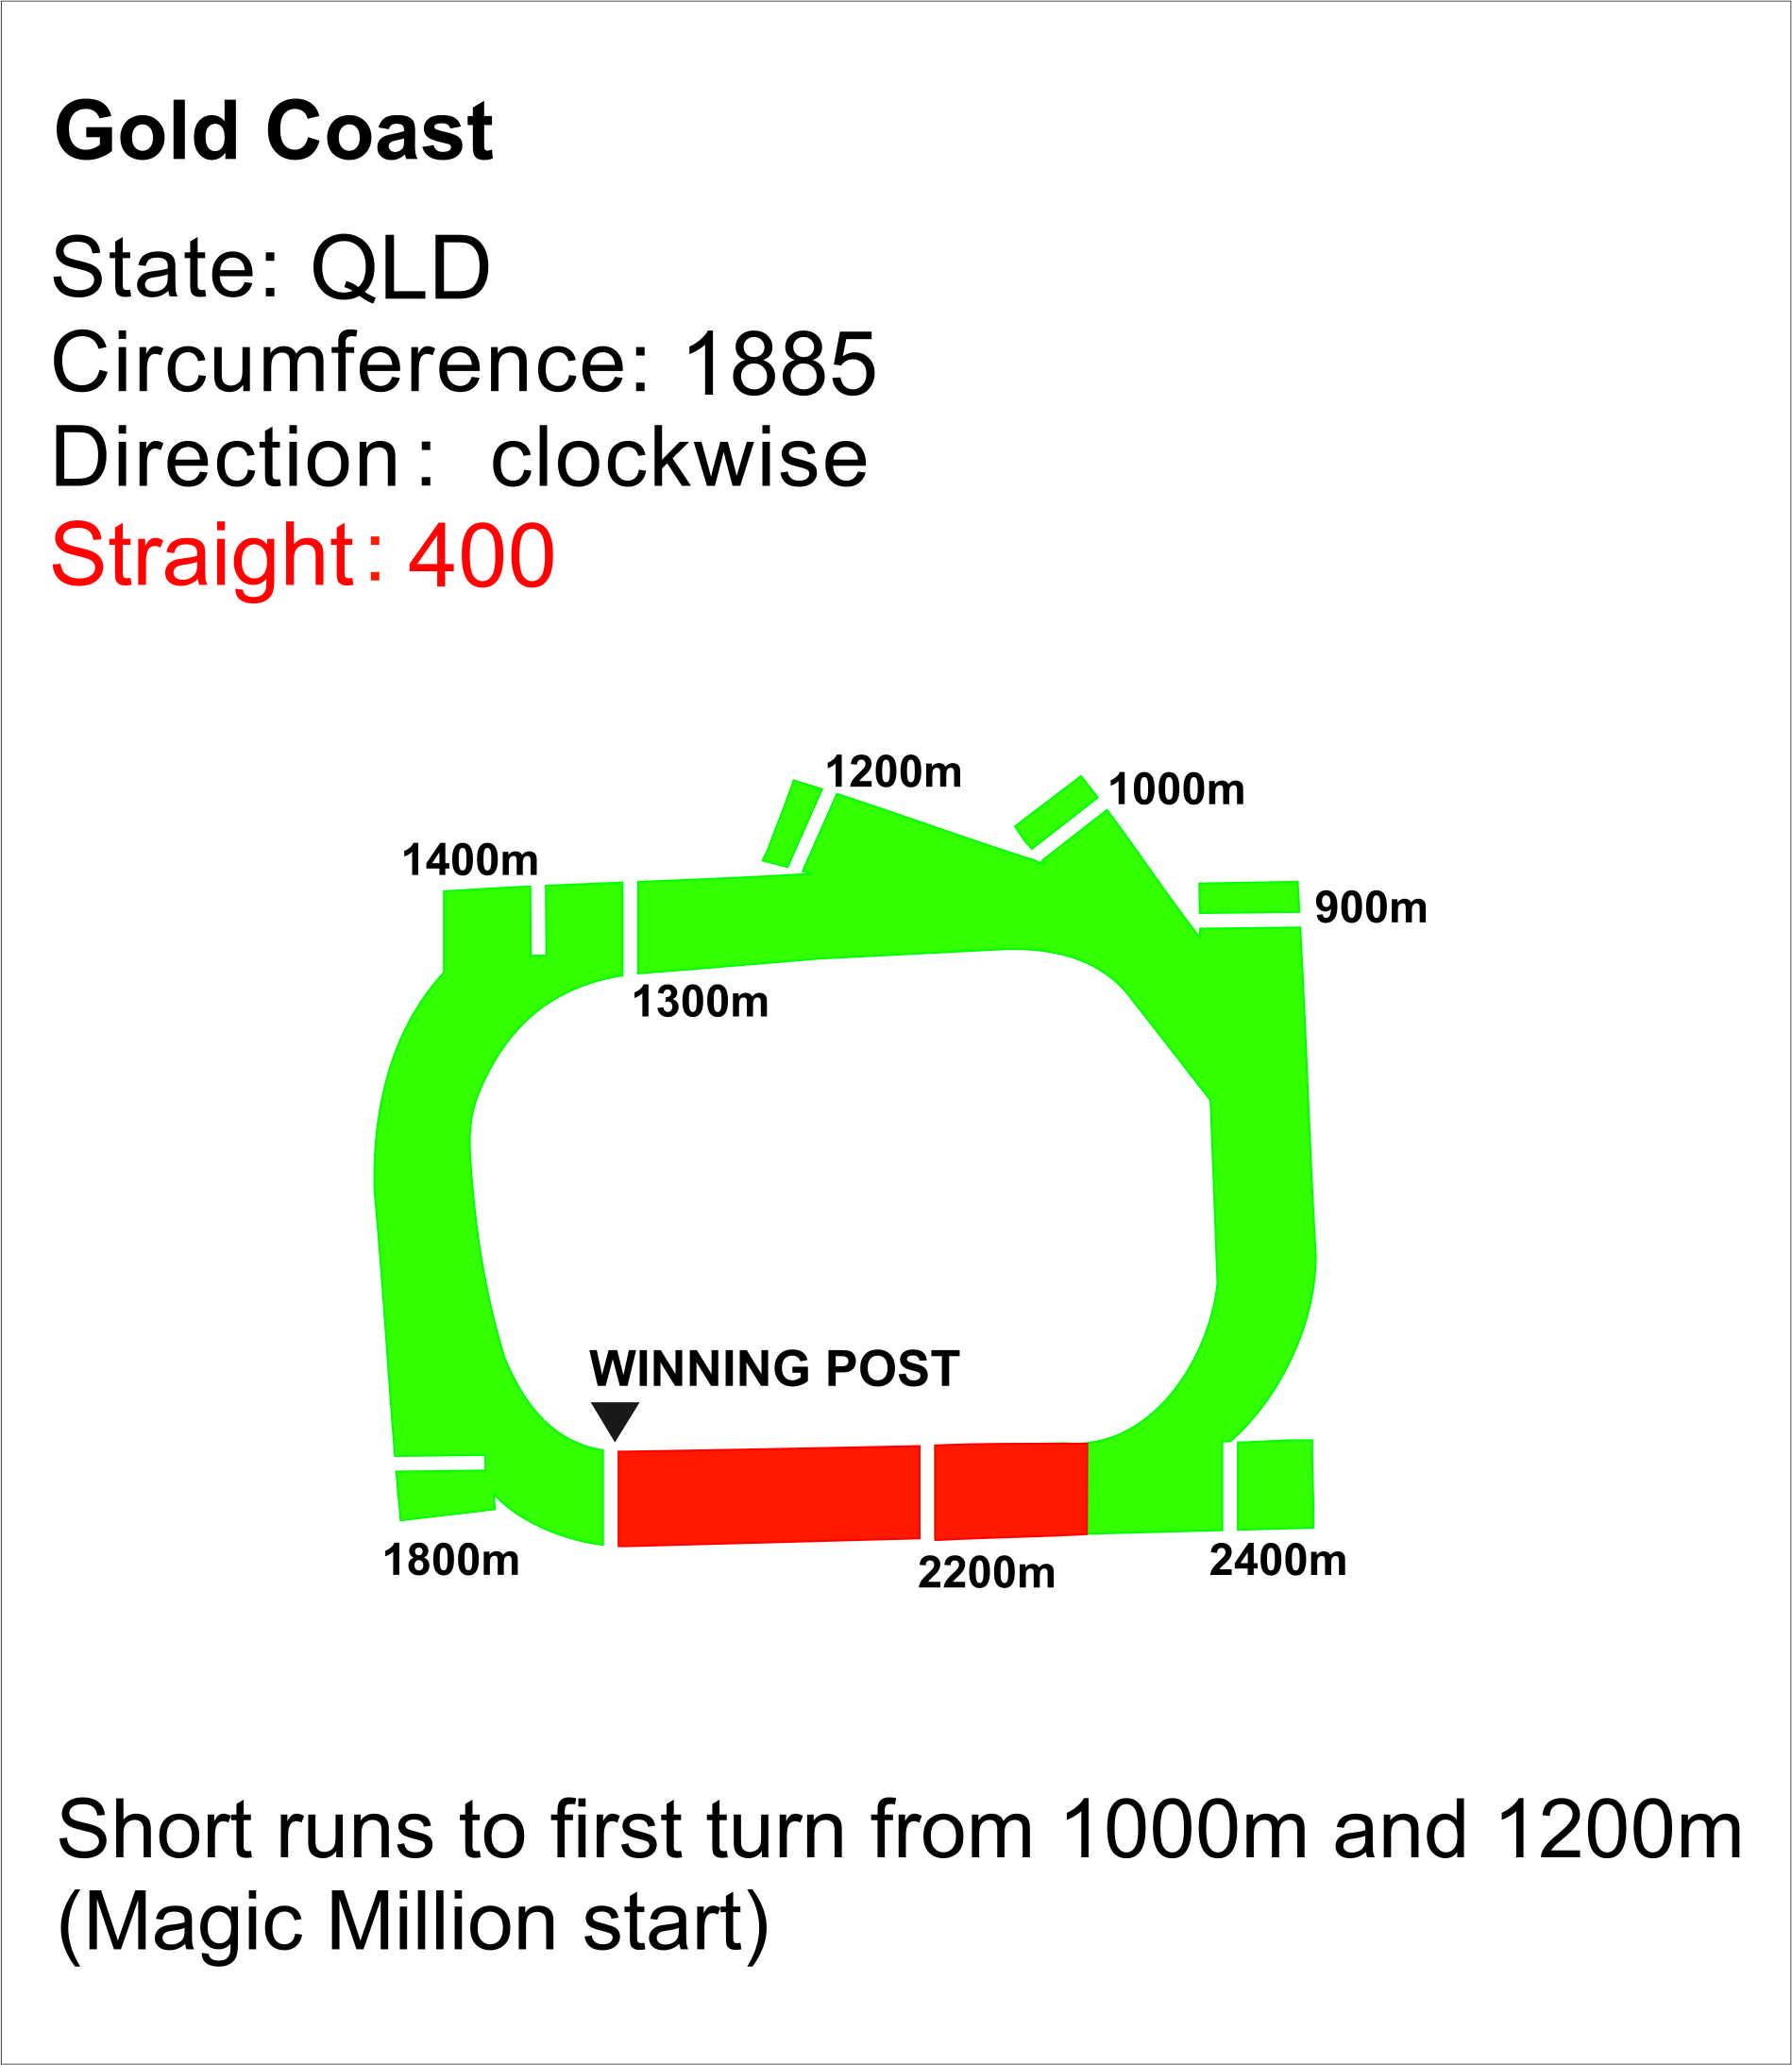 Gold Coast
State: QLD
Circumference: 1885
Direction: clockwise
Straight: 400
1200m
1000m
1400m
900m
1300m
WINNING POST
1800m
2200m
2400m
Short runs to first turn from 1000m and 1200m
(Magic Million start)